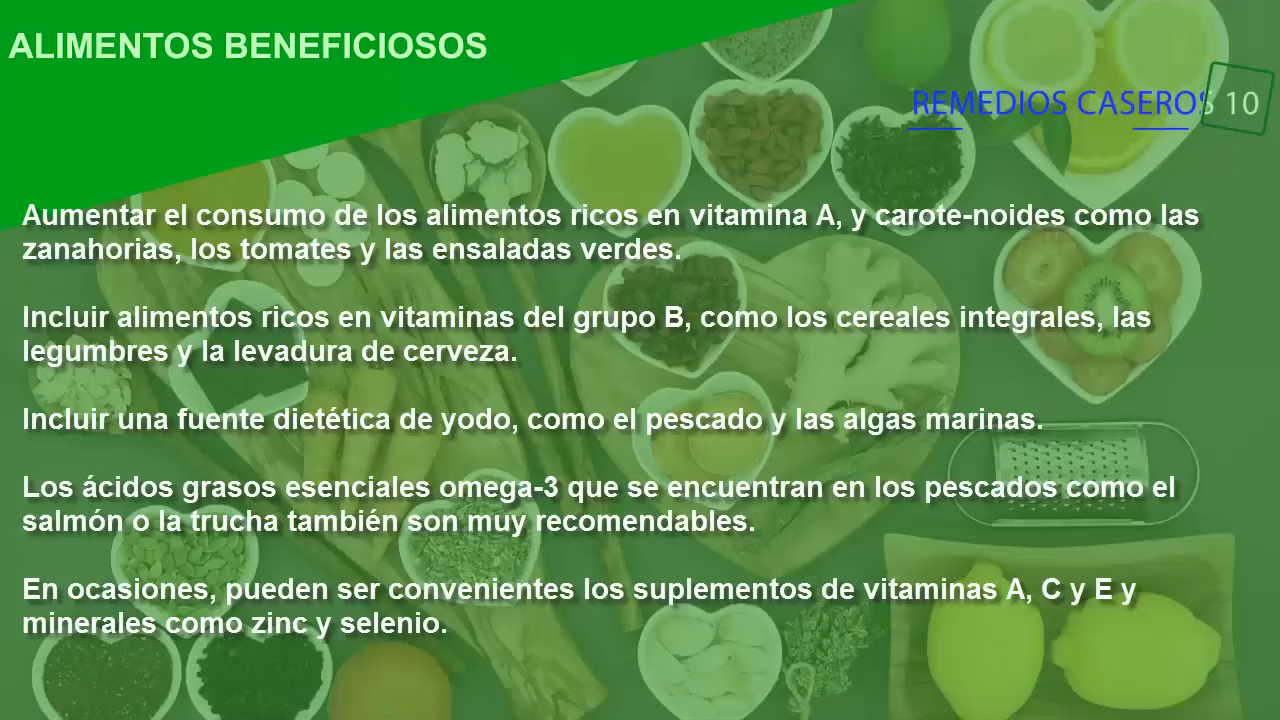 ALIMENTOS BENEFICIOSOS
REMEDIOS CASEROS 10
Aumentar el consumo de los alimentos ricos en vitamina A, y carote-noides como las
zanahorias, los tomates y las ensaladas verdes.
Incluir alimentos ricos en vitaminas del grupo B, como los cereales integrales, las
legumbres y la levadura de cerveza.
Incluir una fuente dietética de yodo, como el pescado y las algas marinas.
Los ácidos grasos esenciales omega-3 que se encuentran en los pescados como el
salmón o la trucha también son muy recomendables.
En ocasiones, pueden ser convenientes los suplementos de vitaminas A, C y E y
minerales como zinc y selenio.